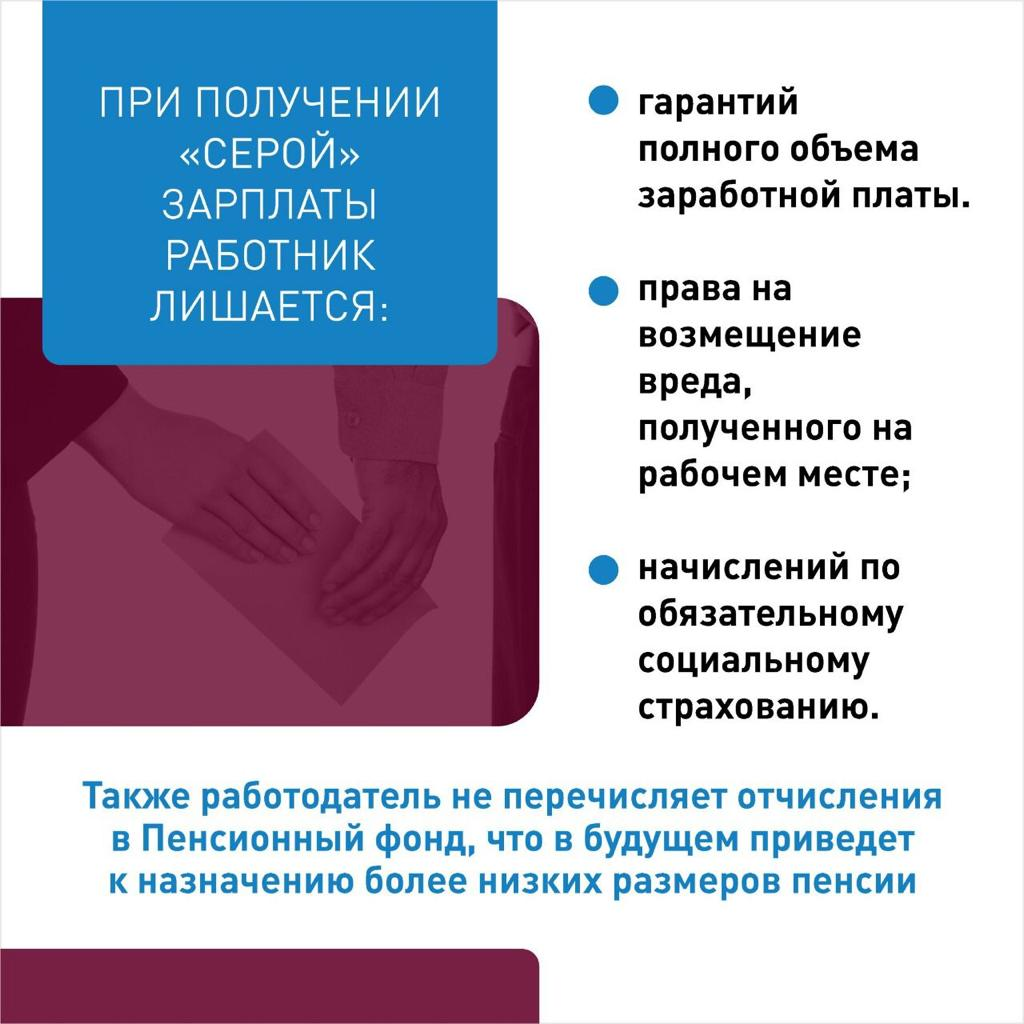 ПРИ ПОЛУЧЕНИИ
«СЕРОЙ»
ЗАРПЛАТЫ
РАБОТНИК
ЛИШАЕТСЯ:
гарантий
полного объема
заработной платы.
права на
возмещение
вреда,
полученного на
рабочем месте;
начислений по
обязательному
социальному
страхованию.
Также работодатель не перечисляет отчисления
в Пенсионный фонд, что в будущем приведет
к назначению более низких размеров пенсии